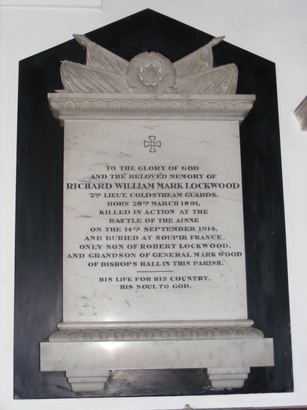 TO THE GLORY OF GOD
AND THE BELOVED MEMORY OF
RICHARD WILLIAM MARK LOCKWOOD
2ND LIEUT. COLDSTREAM GUARDS.
BORN 28TH MARCH 1891,
KILLED IN ACTION AT THE
BATTLE OF THE AISNE
ON THE 14TH SEPTEMBER 1914,
AND BURIED AT SOUPIR FRANCE.
ONLY SON OF ROBERT LOCKWOOD,
AND GRANDSON OF GENERAL MARK WOOD
OF BISHOPS HALL IN THIS PARISH.
HIS LIFE FOR HIS COUNTRY,
HIS SOUL TO GOD.